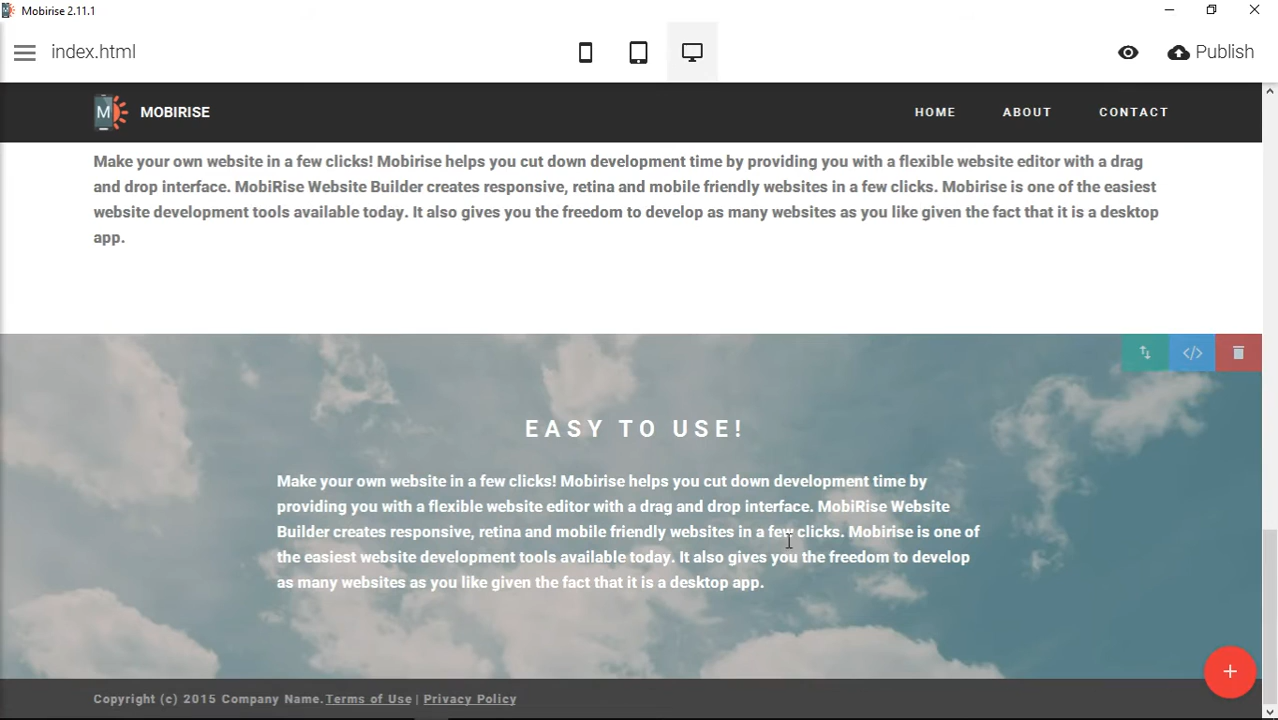 Mobirise 2.11.1
index.html
Publish
M MOBIRISE
HOME ABOUT CONTACT
Make your own website in a few clicks! Mobirise helps you cut down development time by providing you with a flexible website editor with a drag
and drop interface. MobiRise Website Builder creates responsive, retina and mobile friendly websites in a few clicks. Mobirise is one of the easiest
website development tools available today. It also gives you the freedom to develop as many websites as you like given the fact that it is a desktop
app.
EASY TO USE!
Make your own website in a few clicks! Mobirise helps you cut down development time by
providing you with a flexible website editor with a drag and drop interface. MobiRise Website
Builder creates responsive, retina and mobile friendly websites in a few clicks. Mobirise is one of
the easiest website development tools available today. It also gives you the freedom to develop
as many websites as you like given the fact that it is a desktop app.
Copyright (c) 2015 Company Name. Terms of Use | Privacy Policy